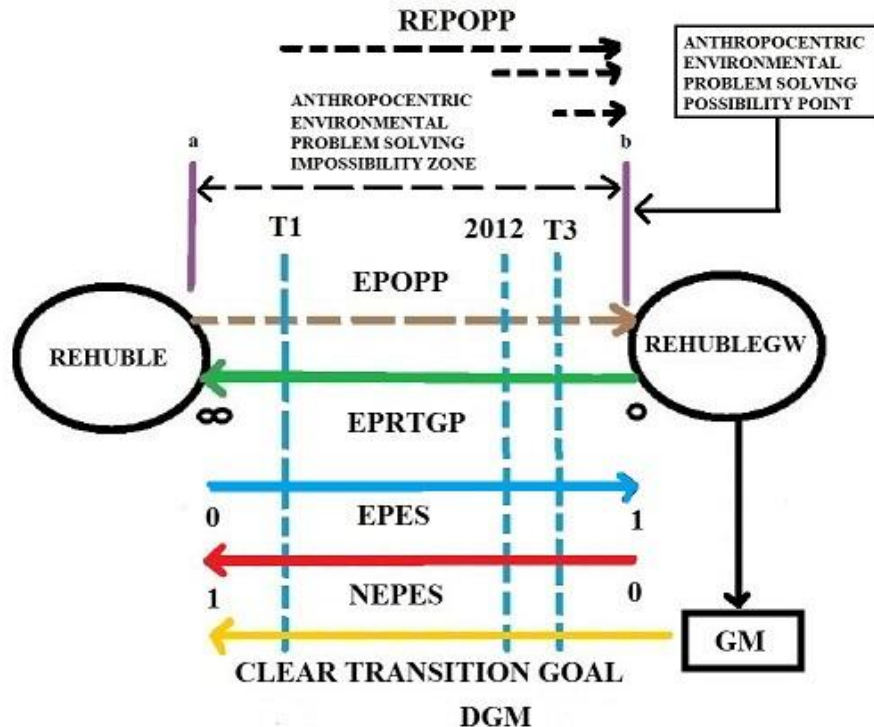 REPOPP
ANTHROPOCENTRIC
ENVIRONMENTAL
PROBLEM SOLVING
POSSIBILITY POINT
ANTHROPOCENTRIC
ENVIRONMENTAL
PROBLEM SOLVING
IMPOSSIBILITY ZONE
a
b
T1
2012
T3
EPOPP
REHUBLE
REHUBLEGW
∞
0
EPRTGP
0
EPES
1
1
NEPES
0
GM
CLEAR TRANSITION GOAL
DGM